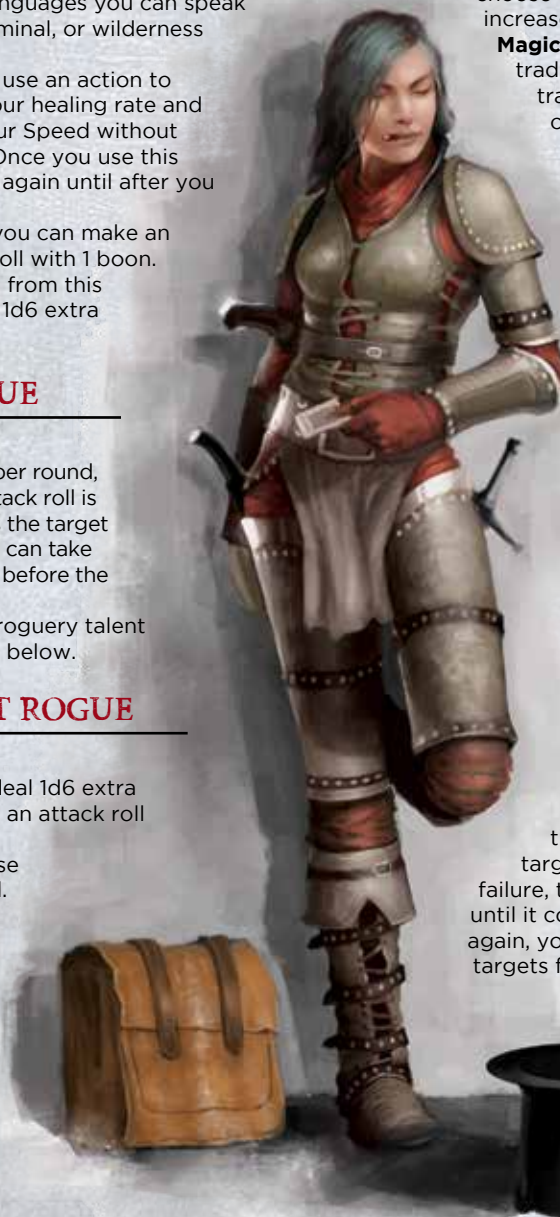 nguages you can speak
minal, or wilderness
use an action to
ur healing rate and
ur Speed without
Once you use this
again until after you
you can make an
oll with 1 boon.
from this
1d6 extra
UE
per round,
tack roll is
the target
can take
before the
roguery talent
below.
T ROGUE
deal 1d6 extra
an attack roll
se
increas
Magic
trad
tra
targ
failure, t
until it co
again, yo
targets f